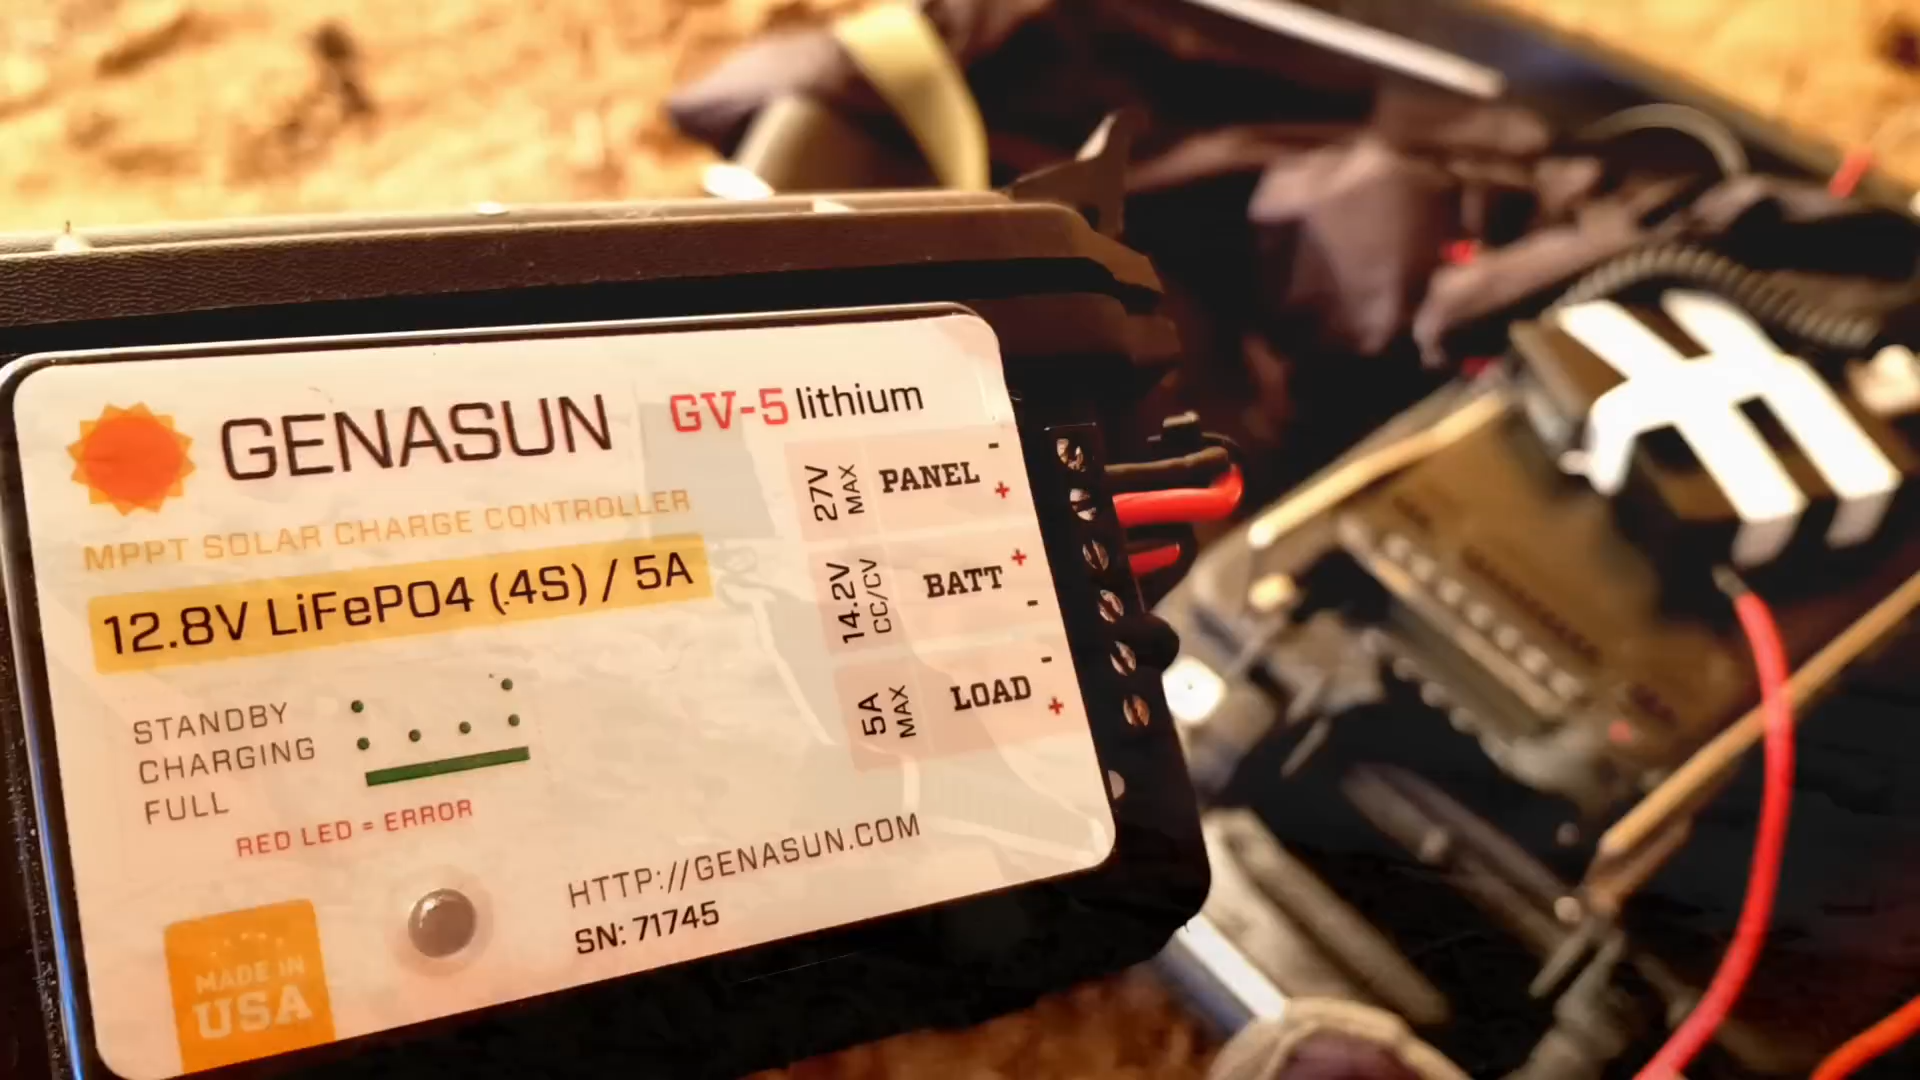 GENASUN
GV-5 lithium
MPPT SOLAR CHARGE CONTROLLER
12.8V LiFePO4 (4S) / 5A
27V MAX
PANEL
-
+
14.2V CC/CV
BATT
+
-
5A MAX
LOAD
-
+
STANDBY
CHARGING
FULL
RED LED = ERROR
HTTP://GENASUN.COM
SN: 71745
MADE IN
USA